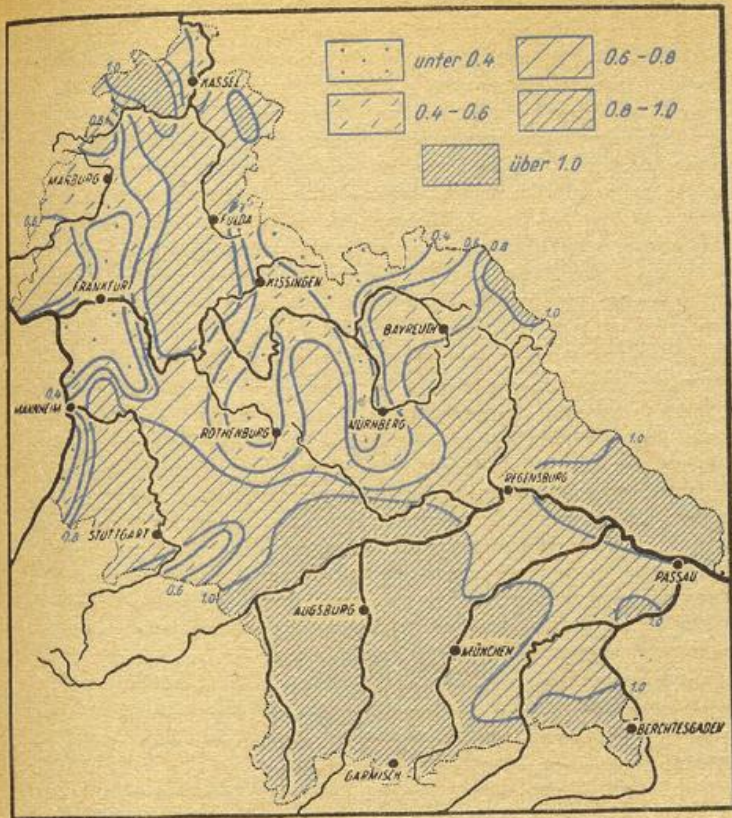 unter 0.4
0.6 - 0.8
0.4 - 0.6
0.8 - 1.0
über 1.0
1.0
KASSEL
0.8
MARBURG
0.6
FULDA
0.4
0.6
0.8
KISSINGEN
FRANKFURT
1.0
BAYREUTH
0.4
MANNHEIM
ROTHENBURG
NÜRNBERG
1.0
REGENSBURG
0.8
STUTTGART
PASSAU
0.6
1.0
AUGSBURG
1.0
MÜNCHEN
1.0
BERCHTESGADEN
GARMISCH